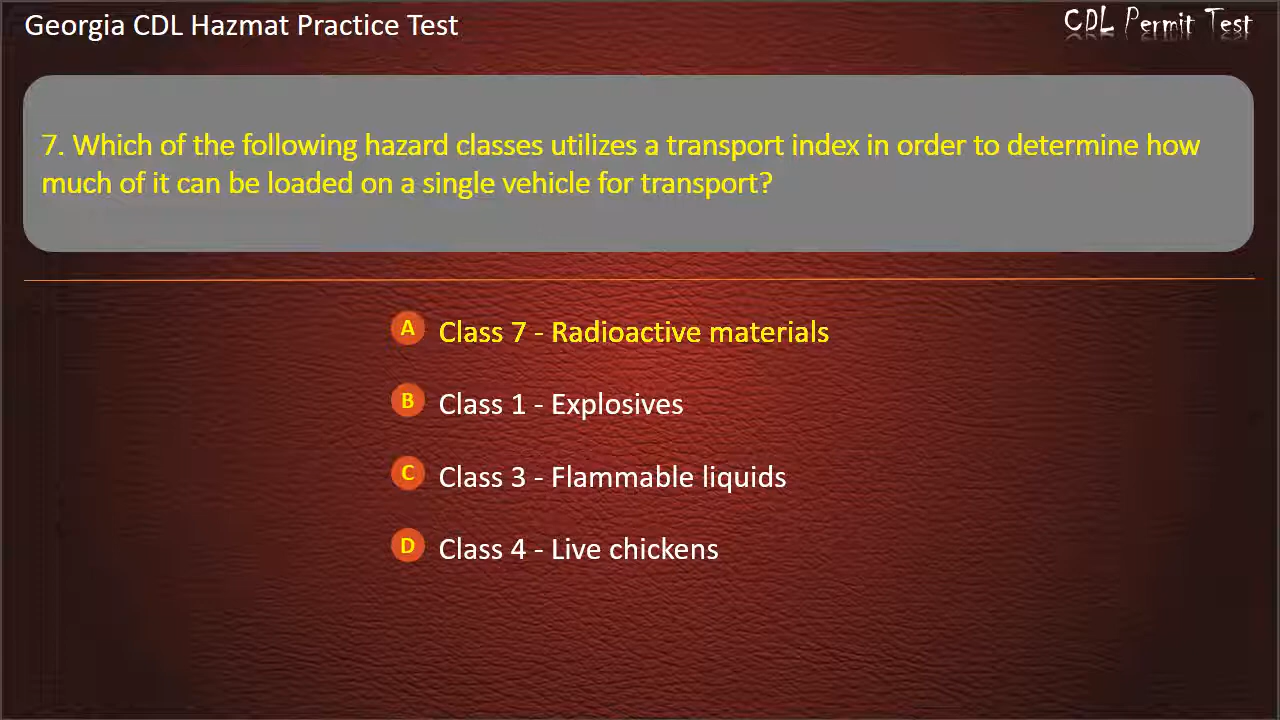 Georgia CDL Hazmat Practice Test
CDL Permit Test
7. Which of the following hazard classes utilizes a transport index in order to determine how
much of it can be loaded on a single vehicle for transport?
A Class 7 - Radioactive materials
B Class 1 - Explosives
C Class 3 - Flammable liquids
D Class 4 - Live chickens